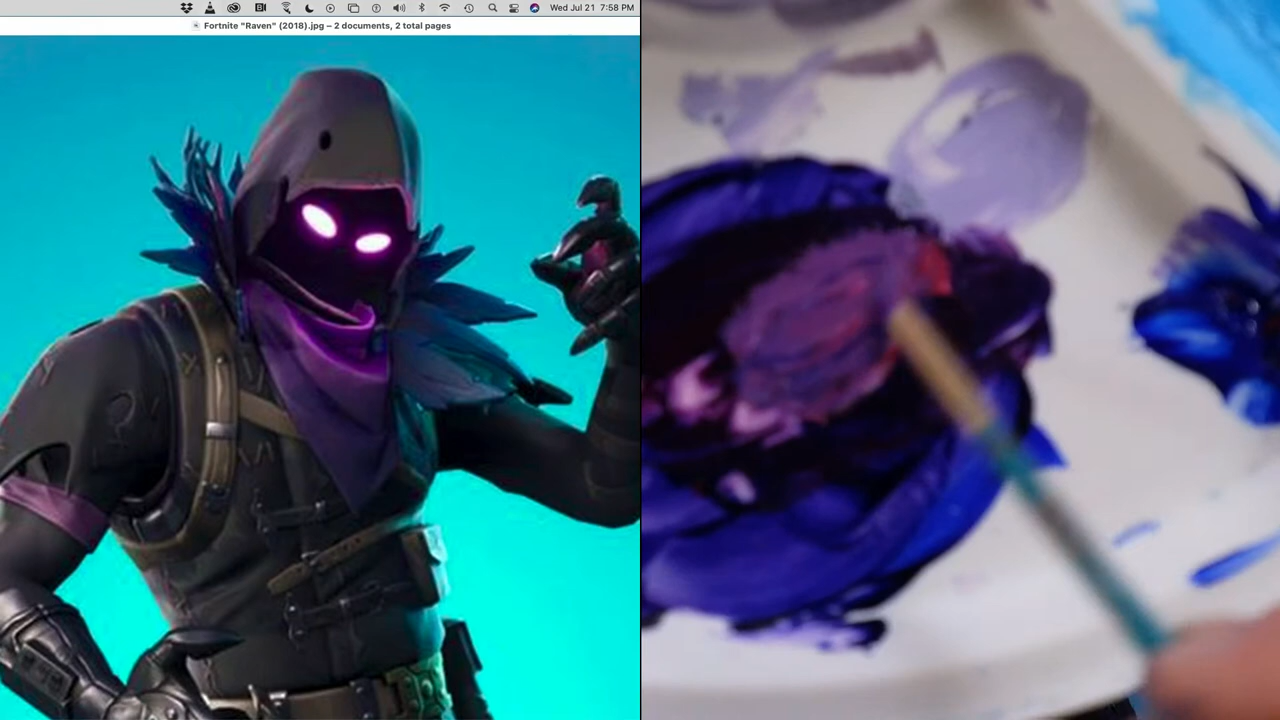 Wed Jul 21 7:58 PM
Fortnite "Raven" (2018).jpg – 2 documents, 2 total pages